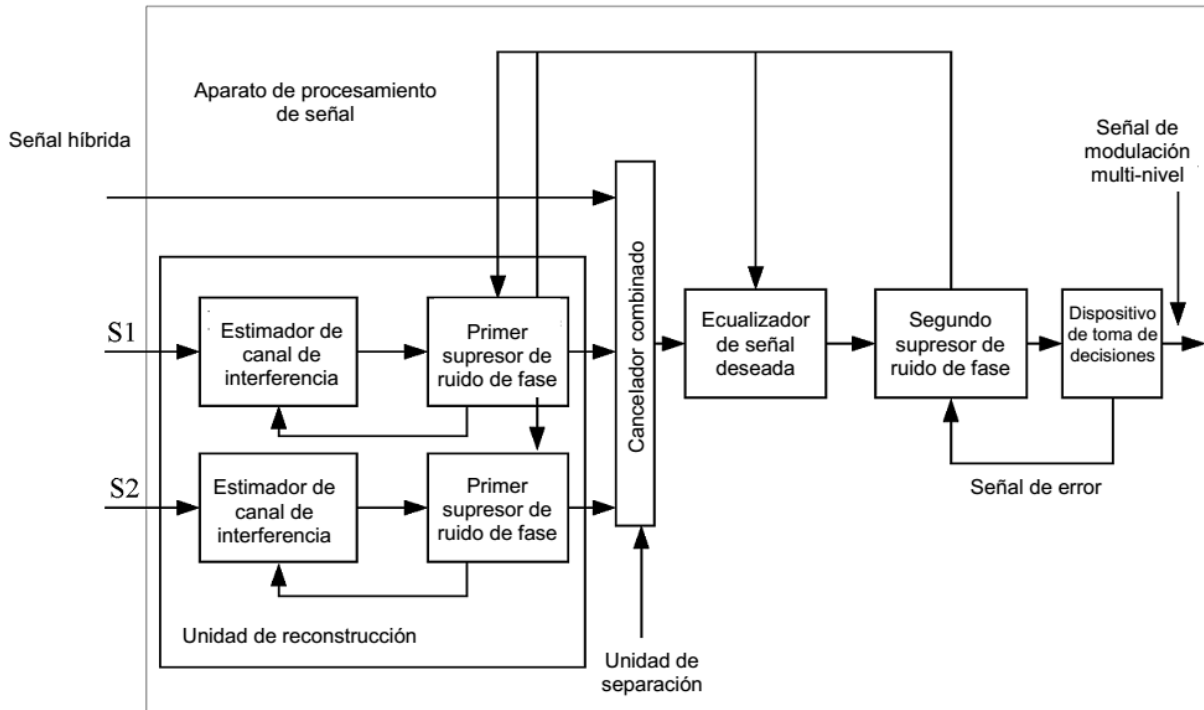 Aparato de procesamiento
de señal
Señal híbrida
Señal de
modulación
multi-nivel
Cancelador combinado
S1
Estimador de
canal de
interferencia
Primer
supresor de
ruido de fase
Ecualizador
de señal
deseada
Segundo
supresor de
ruido de fase
Dispositivo
de toma de
decisiones
S2
Estimador de
canal de
interferencia
Primer
supresor de
ruido de fase
Señal de error
Unidad de reconstrucción
Unidad de
separación